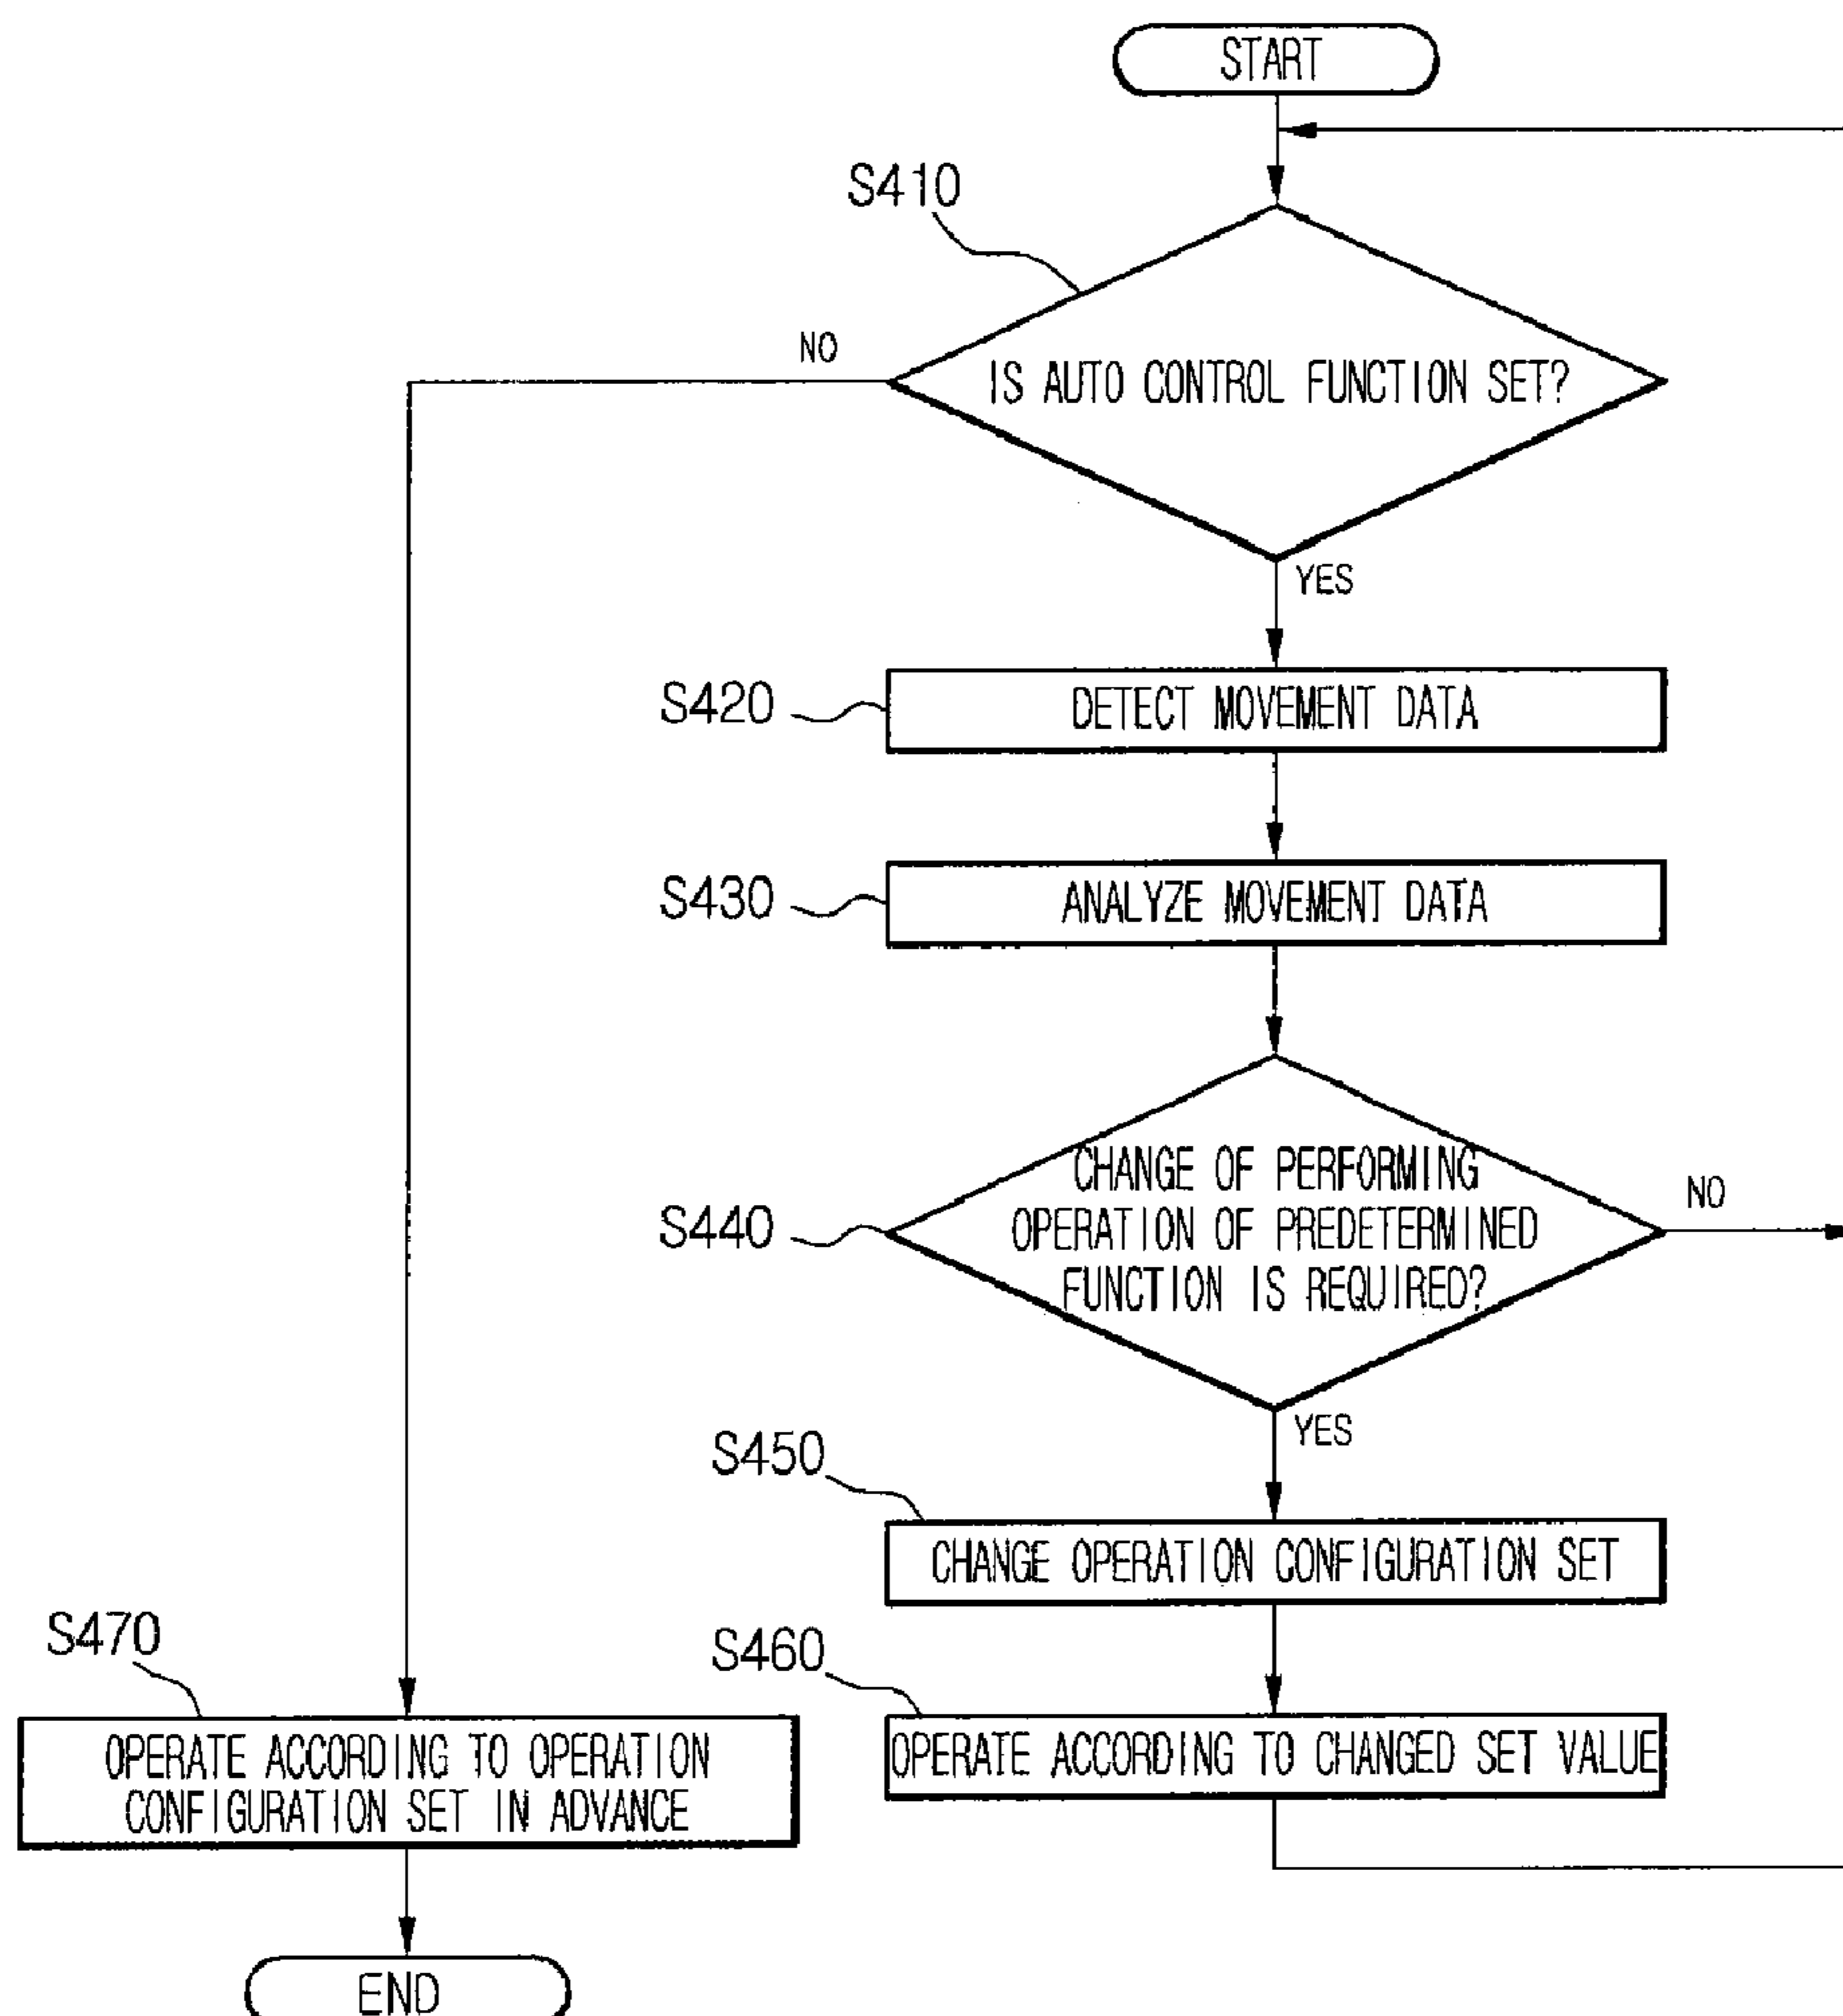 START
S410
NO
IS AUTO CONTROL FUNCTION SET?
YES
S420
DETECT MOVEMENT DATA
S430
ANALYZE MOVEMENT DATA
S440
CHANGE OF PERFORMING
OPERATION OF PREDETERMINED
FUNCTION IS REQUIRED?
NO
YES
S450
CHANGE OPERATION CONFIGURATION SET
S460
OPERATE ACCORDING TO CHANGED SET VALUE
S470
OPERATE ACCORDING TO OPERATION
CONFIGURATION SET IN ADVANCE
END